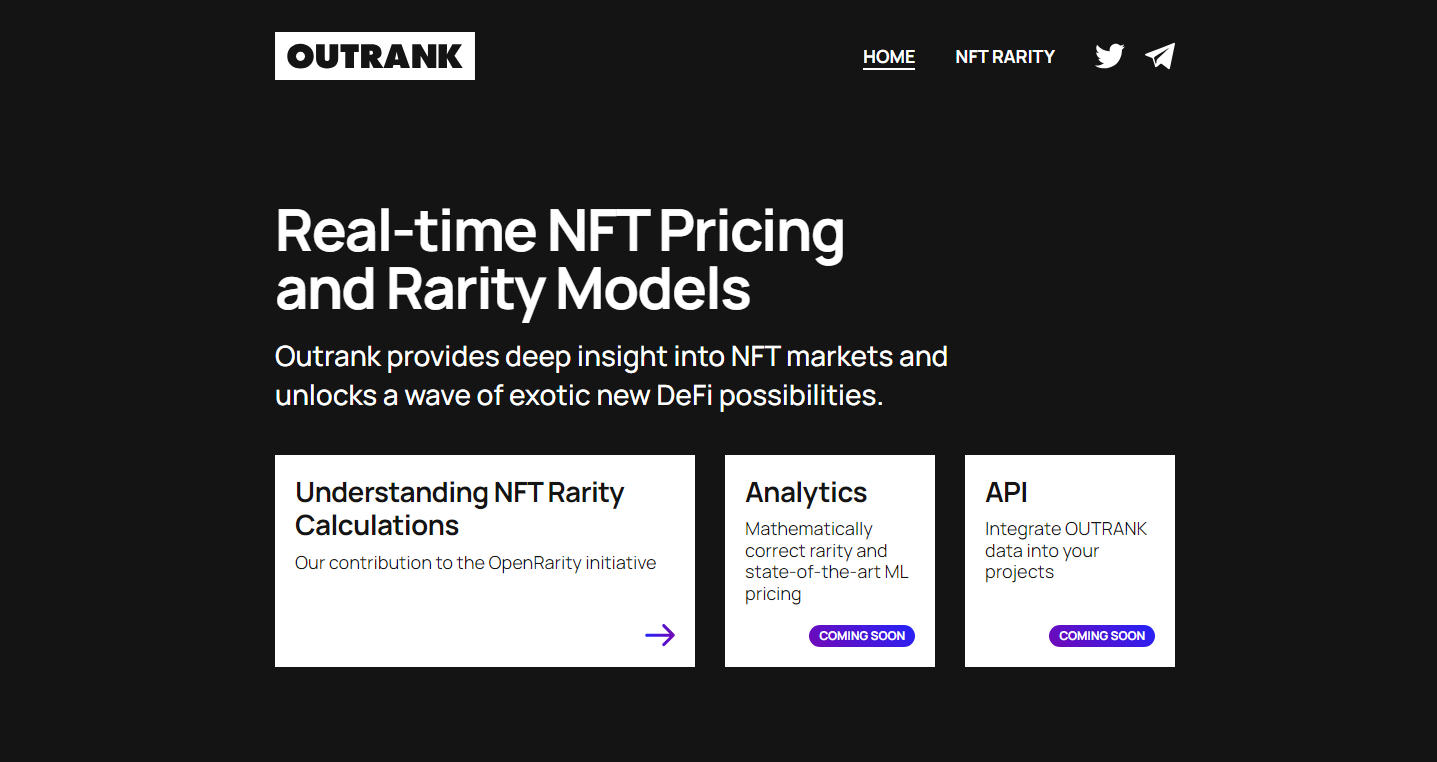 OUTRANK
HOME
NFT RARITY
Real-time NFT Pricing
and Rarity Models
Outrank provides deep insight into NFT markets and
unlocks a wave of exotic new DeFi possibilities.
Understanding NFT Rarity
Calculations
Our contribution to the OpenRarity initiative
Analytics
Mathematically
correct rarity and
state-of-the-art ML
pricing
COMING SOON
API
Integrate OUTRANK
data into your
projects
COMING SOON